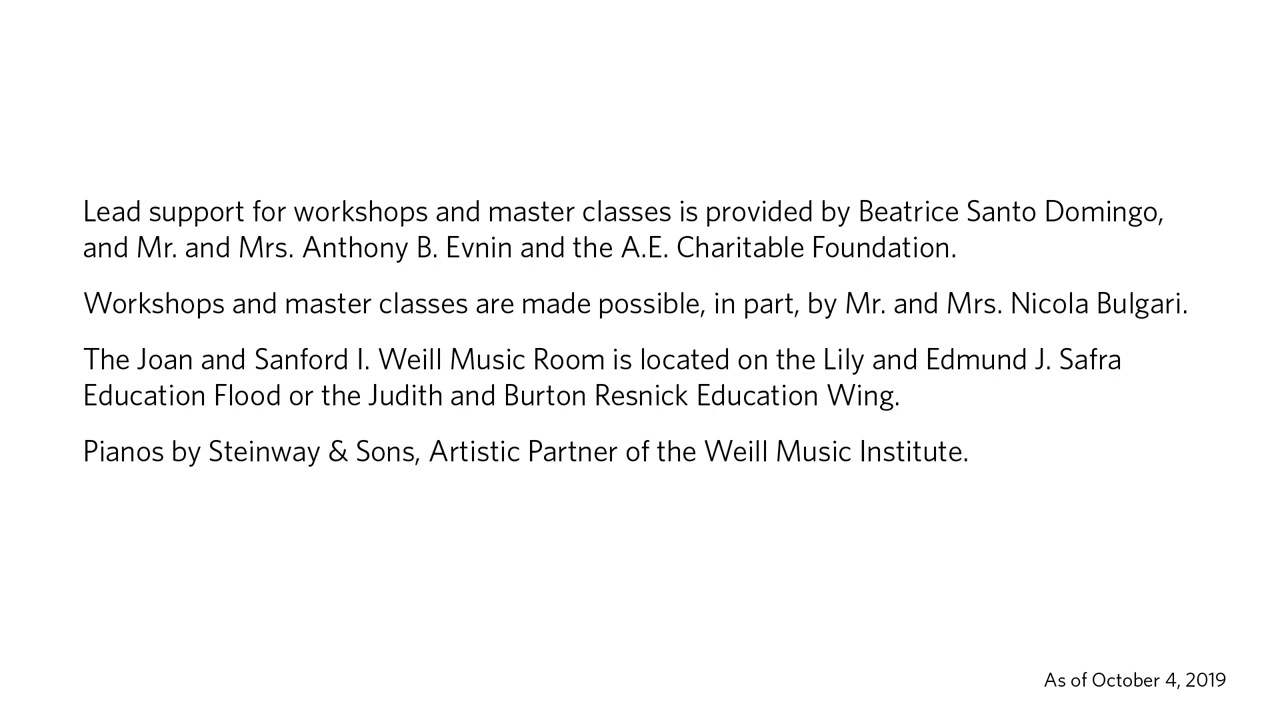 Lead support for workshops and master classes is provided by Beatrice Santo Domingo,
and Mr. and Mrs. Anthony B. Evnin and the A.E. Charitable Foundation.
Workshops and master classes are made possible, in part, by Mr. and Mrs. Nicola Bulgari.
The Joan and Sanford I. Weill Music Room is located on the Lily and Edmund J. Safra
Education Flood or the Judith and Burton Resnick Education Wing.
Pianos by Steinway & Sons, Artistic Partner of the Weill Music Institute.
As of October 4, 2019